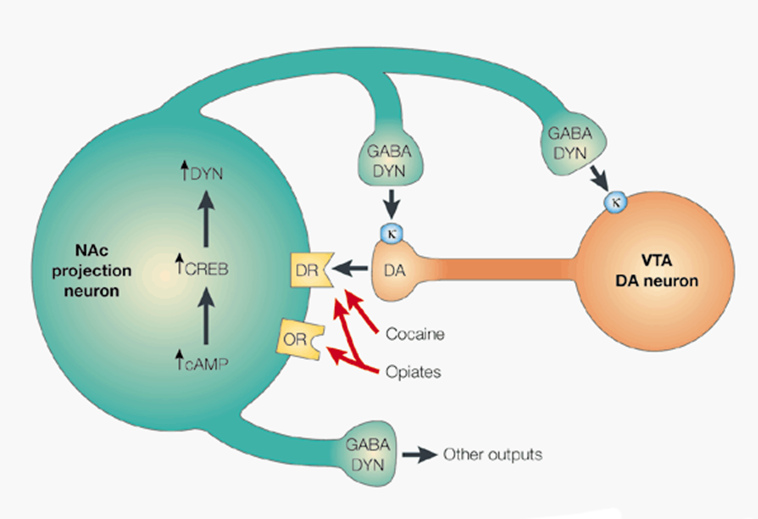 GABA
DYN
GABA
DYN
↑DYN
κ
κ
NAc
projection
neuron
↑CREB
DR
DA
VTA
DA neuron
OR
Cocaine
↑cAMP
Opiates
GABA
DYN
Other outputs